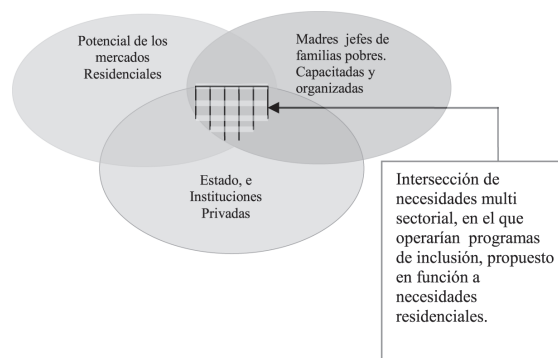 Potencial de los
mercados
Residenciales
Madres jefes de
familias pobres.
Capacitadas y
organizadas
Estado, e
Instituciones
Privadas
Intersección de
necesidades multi
sectorial, en el que
operarían programas
de inclusión, propuesto
en función a
necesidades
residenciales.